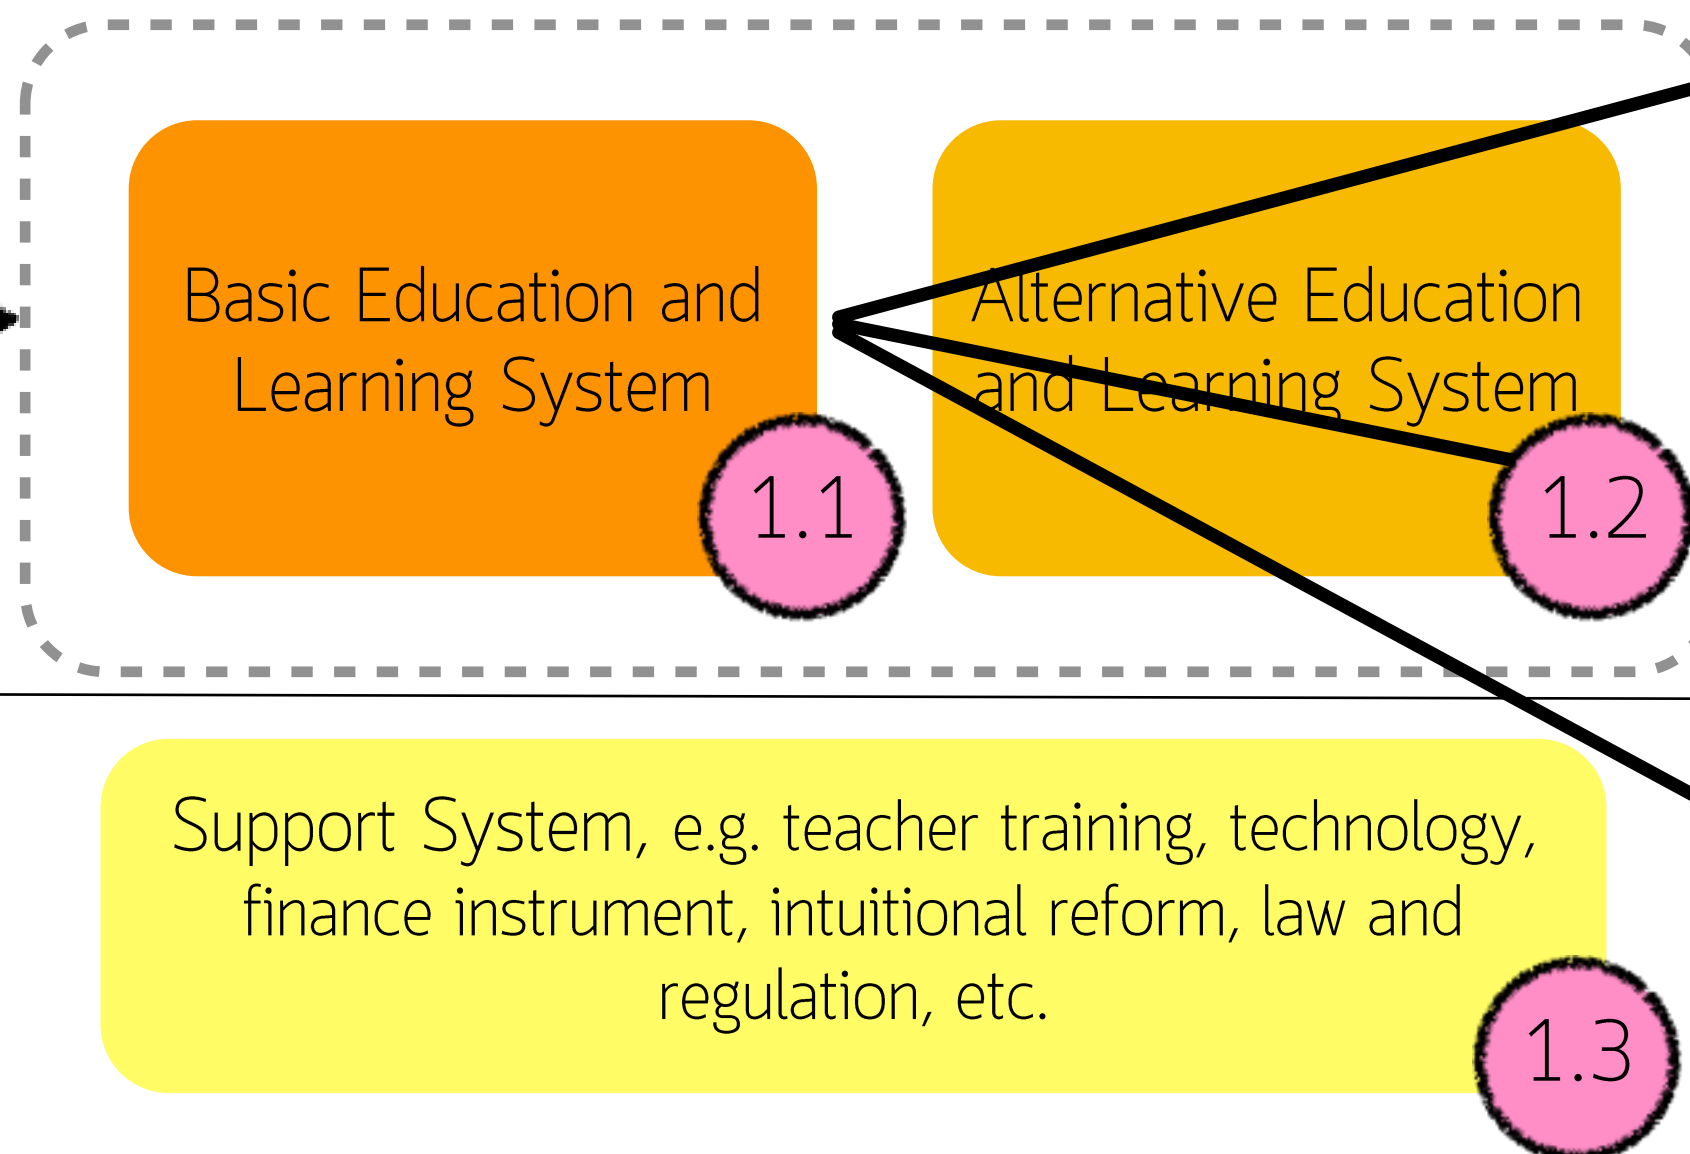 Basic Education and
Learning System
1.1
Alternative Education
and Learning System
1.2
Support System, e.g. teacher training, technology,
finance instrument, intuitional reform, law and
regulation, etc.
1.3